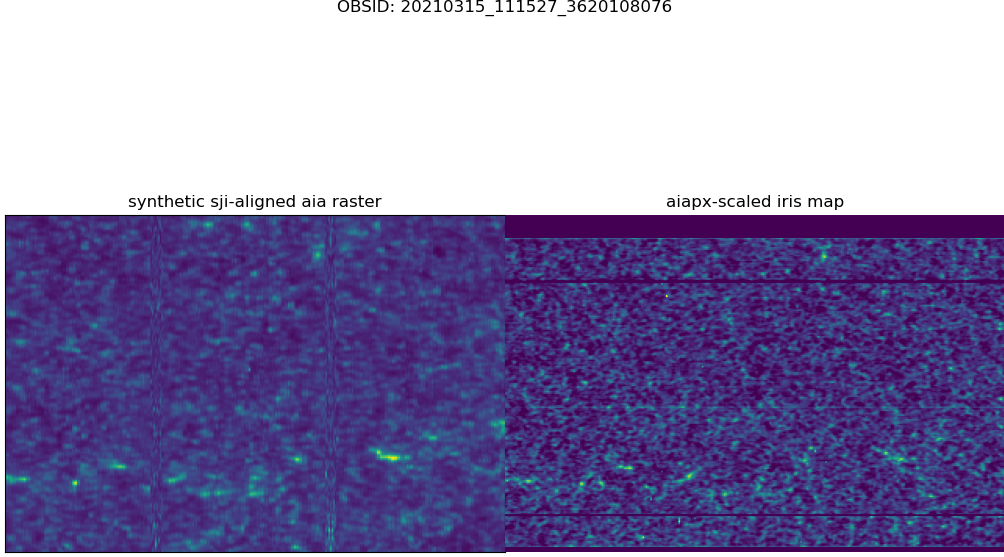 OBSID: 20210315_111527_3620108076
synthetic sji-aligned aia raster
aiapx-scaled iris map